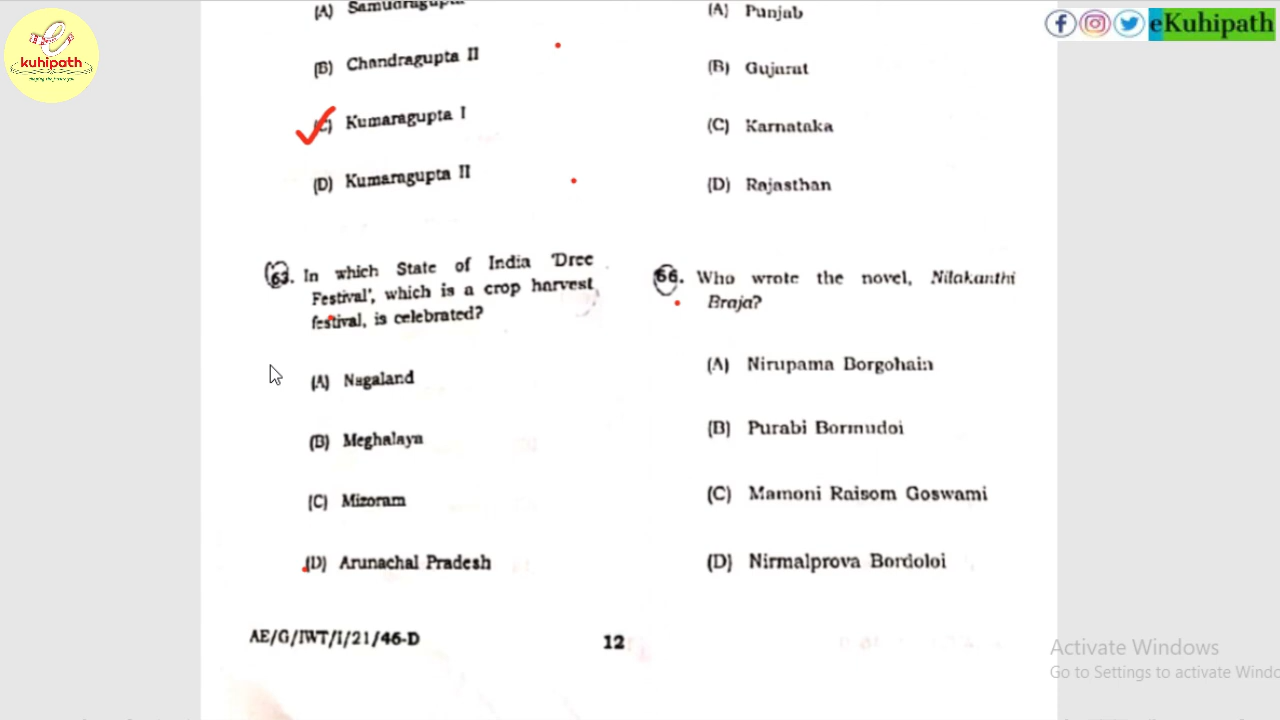 (A) Samudragupta
(B) Chandragupta II
(C) Kumaragupta I
(D) Kumaragupta II
63. In which State of India 'Dree
Festival', which is a crop harvest
festival, is celebrated?
(A) Nagaland
(B) Meghalaya
(C) Mizoram
(D) Arunachal Pradesh
(A) Punjab
(B) Gujarat
(C) Karnataka
(D) Rajasthan
66. Who wrote the novel, Nilakanthi
Braja?
(A) Nirupama Borgohain
(B) Purabi Bormudoi
(C) Mamoni Raisom Goswami
(D) Nirmalprova Bordoloi
AE/G/IWT/1/21/46-D
12
kuhipath
eKuhipath
Activate Windows
Go to Settings to activate Windo